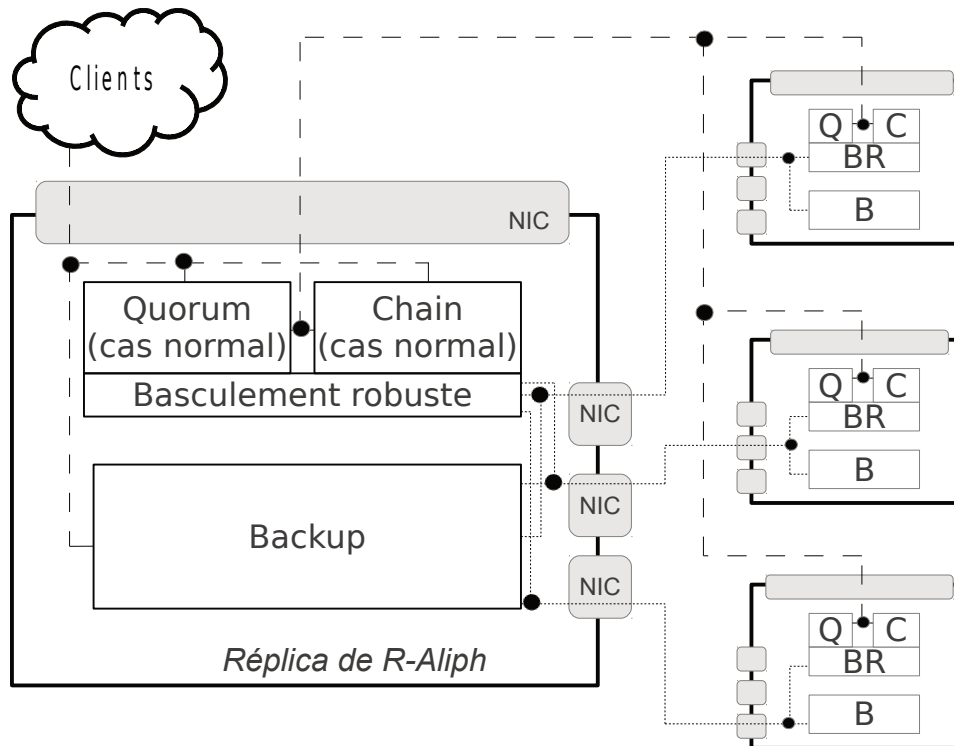 Clients
NIC
Quorum
(cas normal)
Chain
(cas normal)
Basculement robuste
NIC
NIC
Backup
NIC
Réplica de R-Aliph
Q C
BR
B
Q C
BR
B
Q C
BR
B